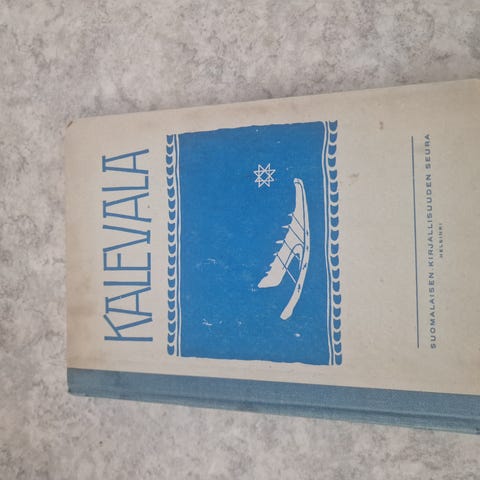 KALEVALA
SUOMALAISEN KIRJALLISUUDEN SEURA
HELSINKI